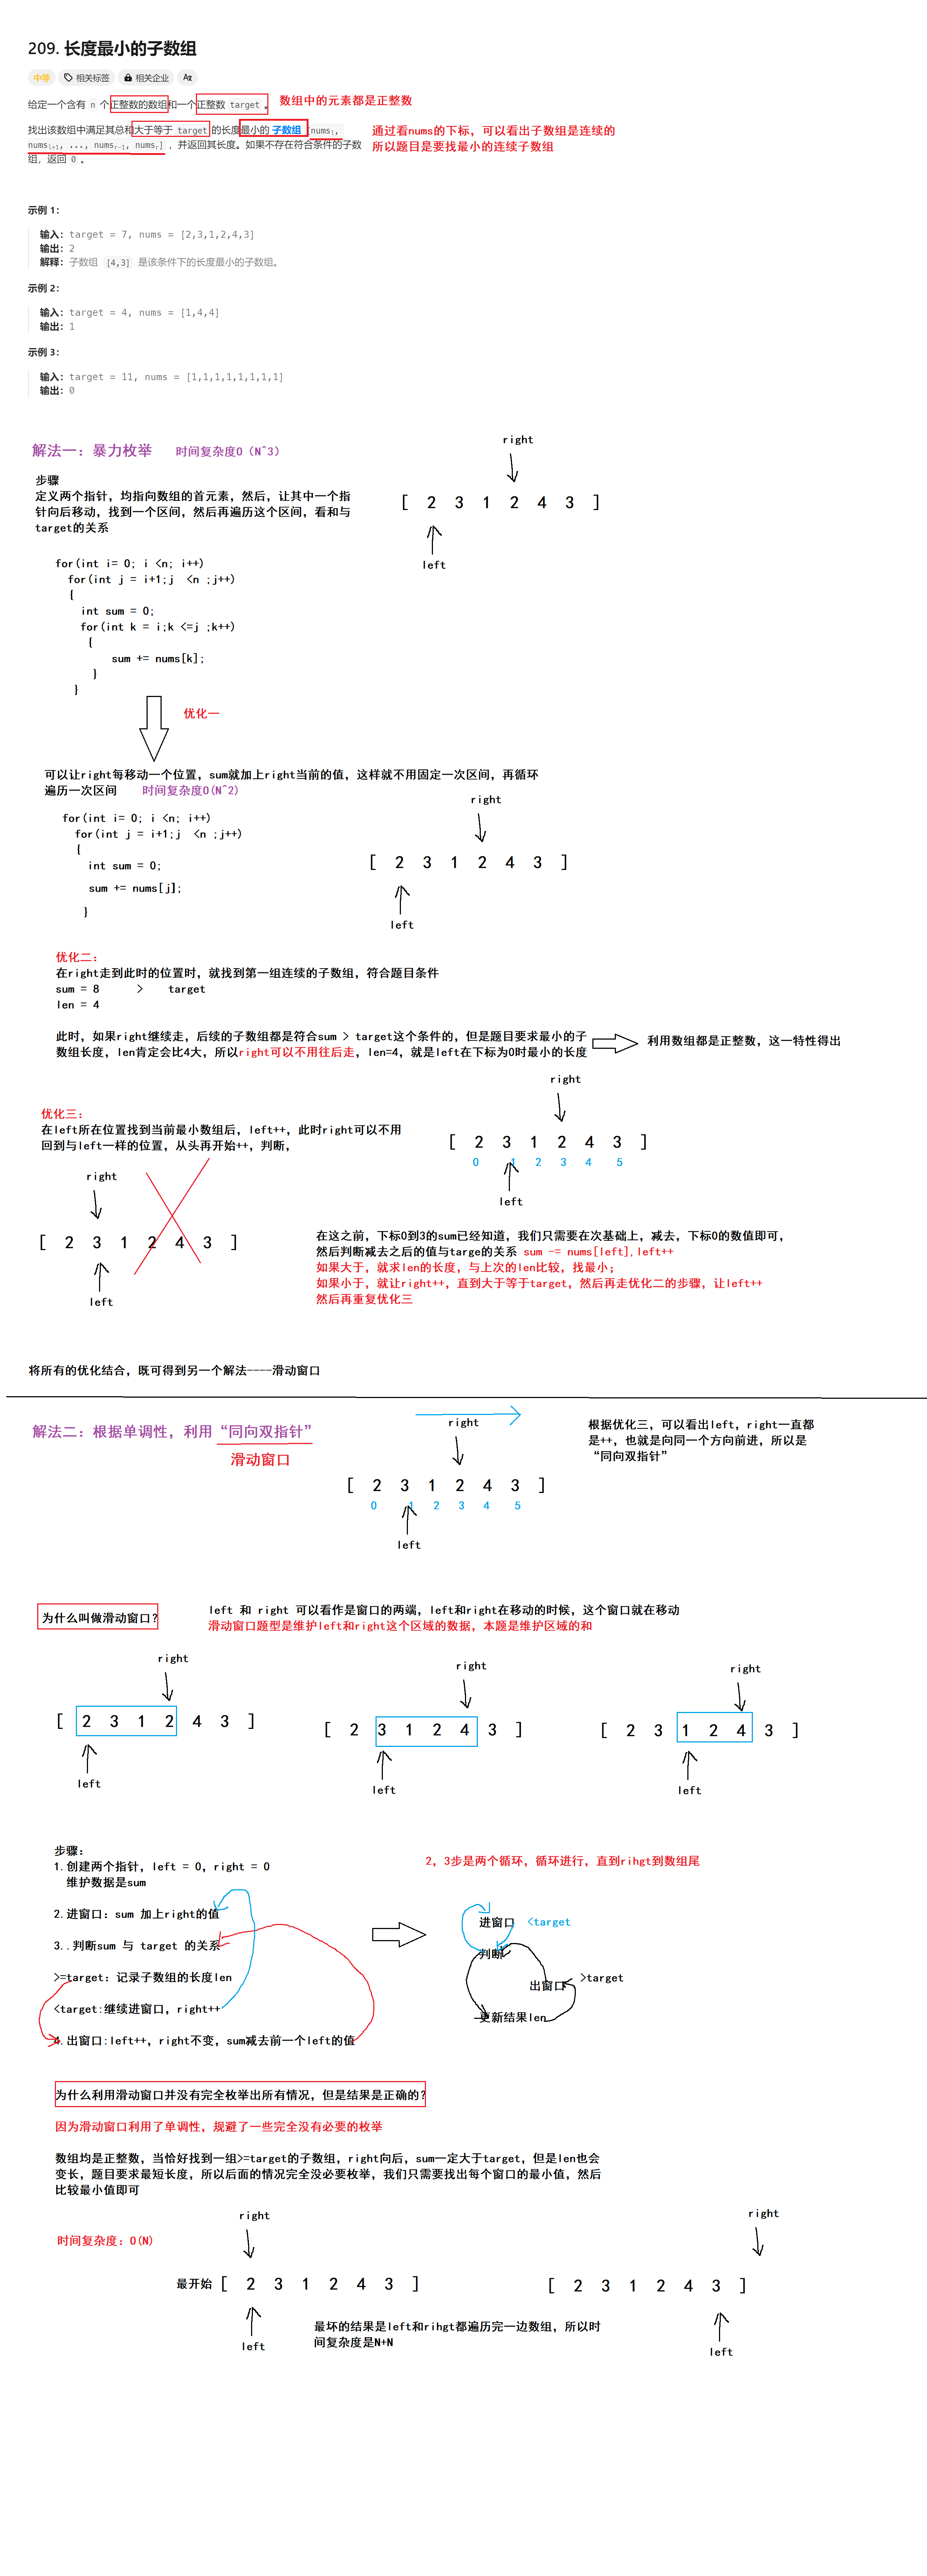 209. 长度最小的子数组
中等 相关标签 相关企业 Aᵡ
给定一个含有 n 个正整数的数组和一个正整数 target 。 数组中的元素都是正整数
找出该数组中满足其总和大于等于 target 的长度最小的 子数组 [numsl,
numsl+1, ..., numsr-1, numsr] ，并返回其长度。如果不存在符合条件的子数
组，返回 0 。
通过看nums的下标，可以看出子数组是连续的
所以题目是要找最小的连续子数组
示例 1：
输入：target = 7, nums = [2,3,1,2,4,3]
输出：2
解释：子数组 [4,3] 是该条件下的长度最小的子数组。
示例 2：
输入：target = 4, nums = [1,4,4]
输出：1
示例 3：
输入：target = 11, nums = [1,1,1,1,1,1,1,1]
输出：0
解法一：暴力枚举 时间复杂度O（N^3）
步骤
定义两个指针，均指向数组的首元素，然后，让其中一个指
针向后移动，找到一个区间，然后再遍历这个区间，看和与
target的关系
right
[ 2 3 1 2 4 3 ]
left
for(int i= 0; i <n; i++)
for(int j = i+1;j <n ;j++)
{
int sum = 0;
for(int k = i;k <=j ;k++)
{
sum += nums[k];
}
}
优化一
可以让right每移动一个位置，sum就加上right当前的值，这样就不用固定一次区间，再循环
遍历一次区间 时间复杂度O(N^2)
for(int i= 0; i <n; i++)
for(int j = i+1;j <n ;j++)
{
int sum = 0;
sum += nums[j];
}
right
[ 2 3 1 2 4 3 ]
left
优化二：
在right走到此时的位置时，就找到第一组连续的子数组，符合题目条件
sum = 8 > target
len = 4
此时，如果right继续走，后续的子数组都是符合sum > target这个条件的，但是题目要求最小的子
数组长度，len肯定会比4大，所以right可以不用往后走，len=4，就是left在下标为0时最小的长度
利用数组都是正整数，这一特性得出
优化三：
在left所在位置找到当前最小数组后，left++，此时right可以不用
回到与left一样的位置，从头再开始++，判断，
right
[ 2 3 1 2 4 3 ]
left
right
[ 2 3 1 2 4 3 ]
0 1 2 3 4 5
left
在这之前，下标0到3的sum已经知道，我们只需要在次基础上，减去，下标0的数值即可，
然后判断减去之后的值与targe的关系 sum -= nums[left],left++
如果大于，就求len的长度，与上次的len比较，找最小；
如果小于，就让right++，直到大于等于target，然后再走优化二的步骤，让left++
然后再重复优化三
将所有的优化结合，既可得到另一个解法----滑动窗口
解法二：根据单调性，利用“同向双指针”
滑动窗口
right
[ 2 3 1 2 4 3 ]
0 1 2 3 4 5
left
根据优化三，可以看出left，right一直都
是++，也就是向同一个方向前进，所以是
“同向双指针”
为什么叫做滑动窗口？
left 和 right 可以看作是窗口的两端，left和right在移动的时候，这个窗口就在移动
滑动窗口题型是维护left和right这个区域的数据，本题是维护区域的和
right
[ 2 3 1 2 4 3 ]
left
right
[ 2 3 1 2 4 3 ]
left
right
[ 2 3 1 2 4 3 ]
left
步骤：
1.创建两个指针，left = 0，right = 0
维护数据是sum
2.进窗口：sum 加上right的值
3..判断sum 与 target 的关系
>=target：记录子数组的长度len
<target:继续进窗口，right++
4.出窗口:left++，right不变，sum减去前一个left的值
2，3步是两个循环，循环进行，直到rihgt到数组尾
进窗口 <target
判断
出窗口 >target
更新结果len
为什么利用滑动窗口并没有完全枚举出所有情况，但是结果是正确的？
因为滑动窗口利用了单调性，规避了一些完全没有必要的枚举
数组均是正整数，当恰好找到一组>=target的子数组，right向后，sum一定大于target，但是len也会
变长，题目要求最短长度，所以后面的情况完全没必要枚举，我们只需要找出每个窗口的最小值，然后
比较最小值即可
时间复杂度：O(N)
right
最开始 [ 2 3 1 2 4 3 ]
left
right
[ 2 3 1 2 4 3 ]
left
最坏的结果是left和rihgt都遍历完一边数组，所以时
间复杂度是N+N